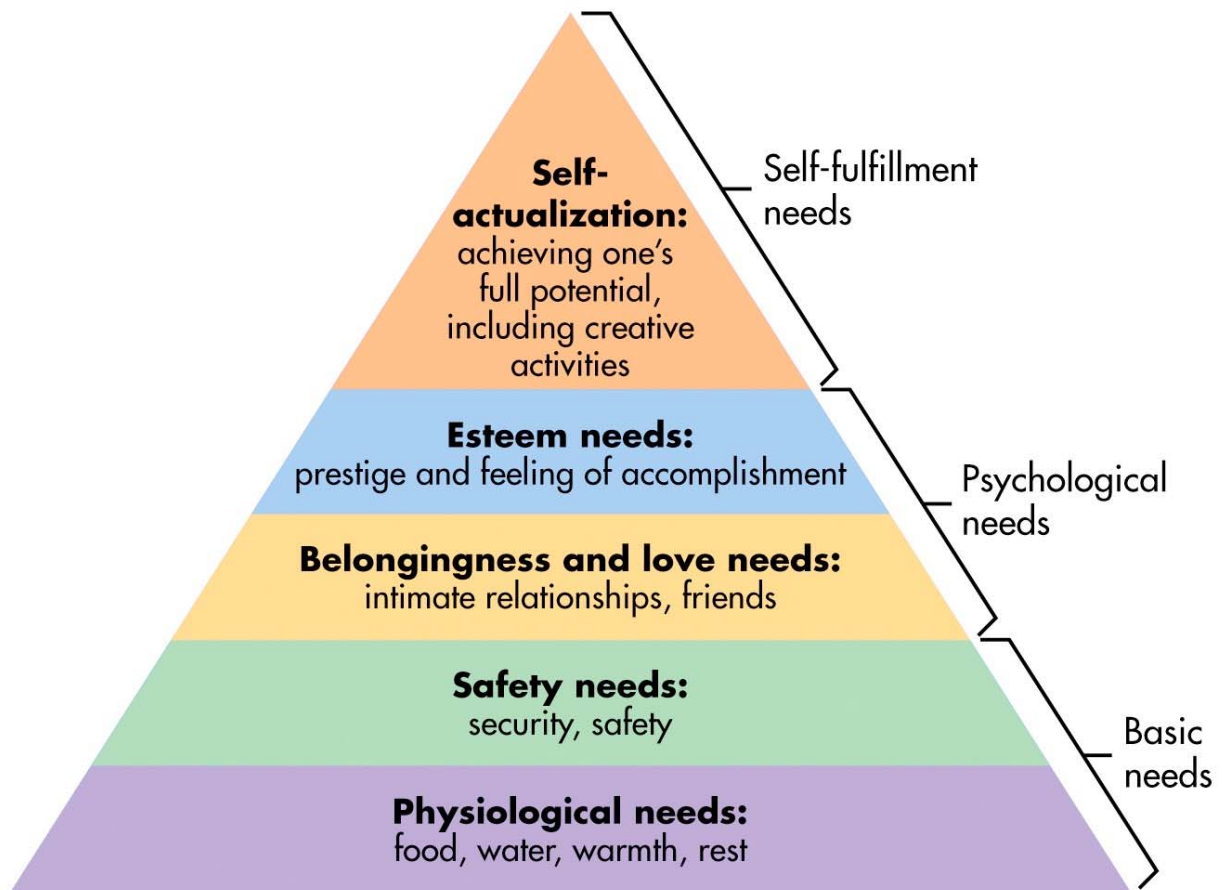 Self-
actualization:
achieving one's
full potential,
including creative
activities
Self-fulfillment
needs
Esteem needs:
prestige and feeling of accomplishment
Psychological
needs
Belongingness and love needs:
intimate relationships, friends
Safety needs:
security, safety
Basic
needs
Physiological needs:
food, water, warmth, rest